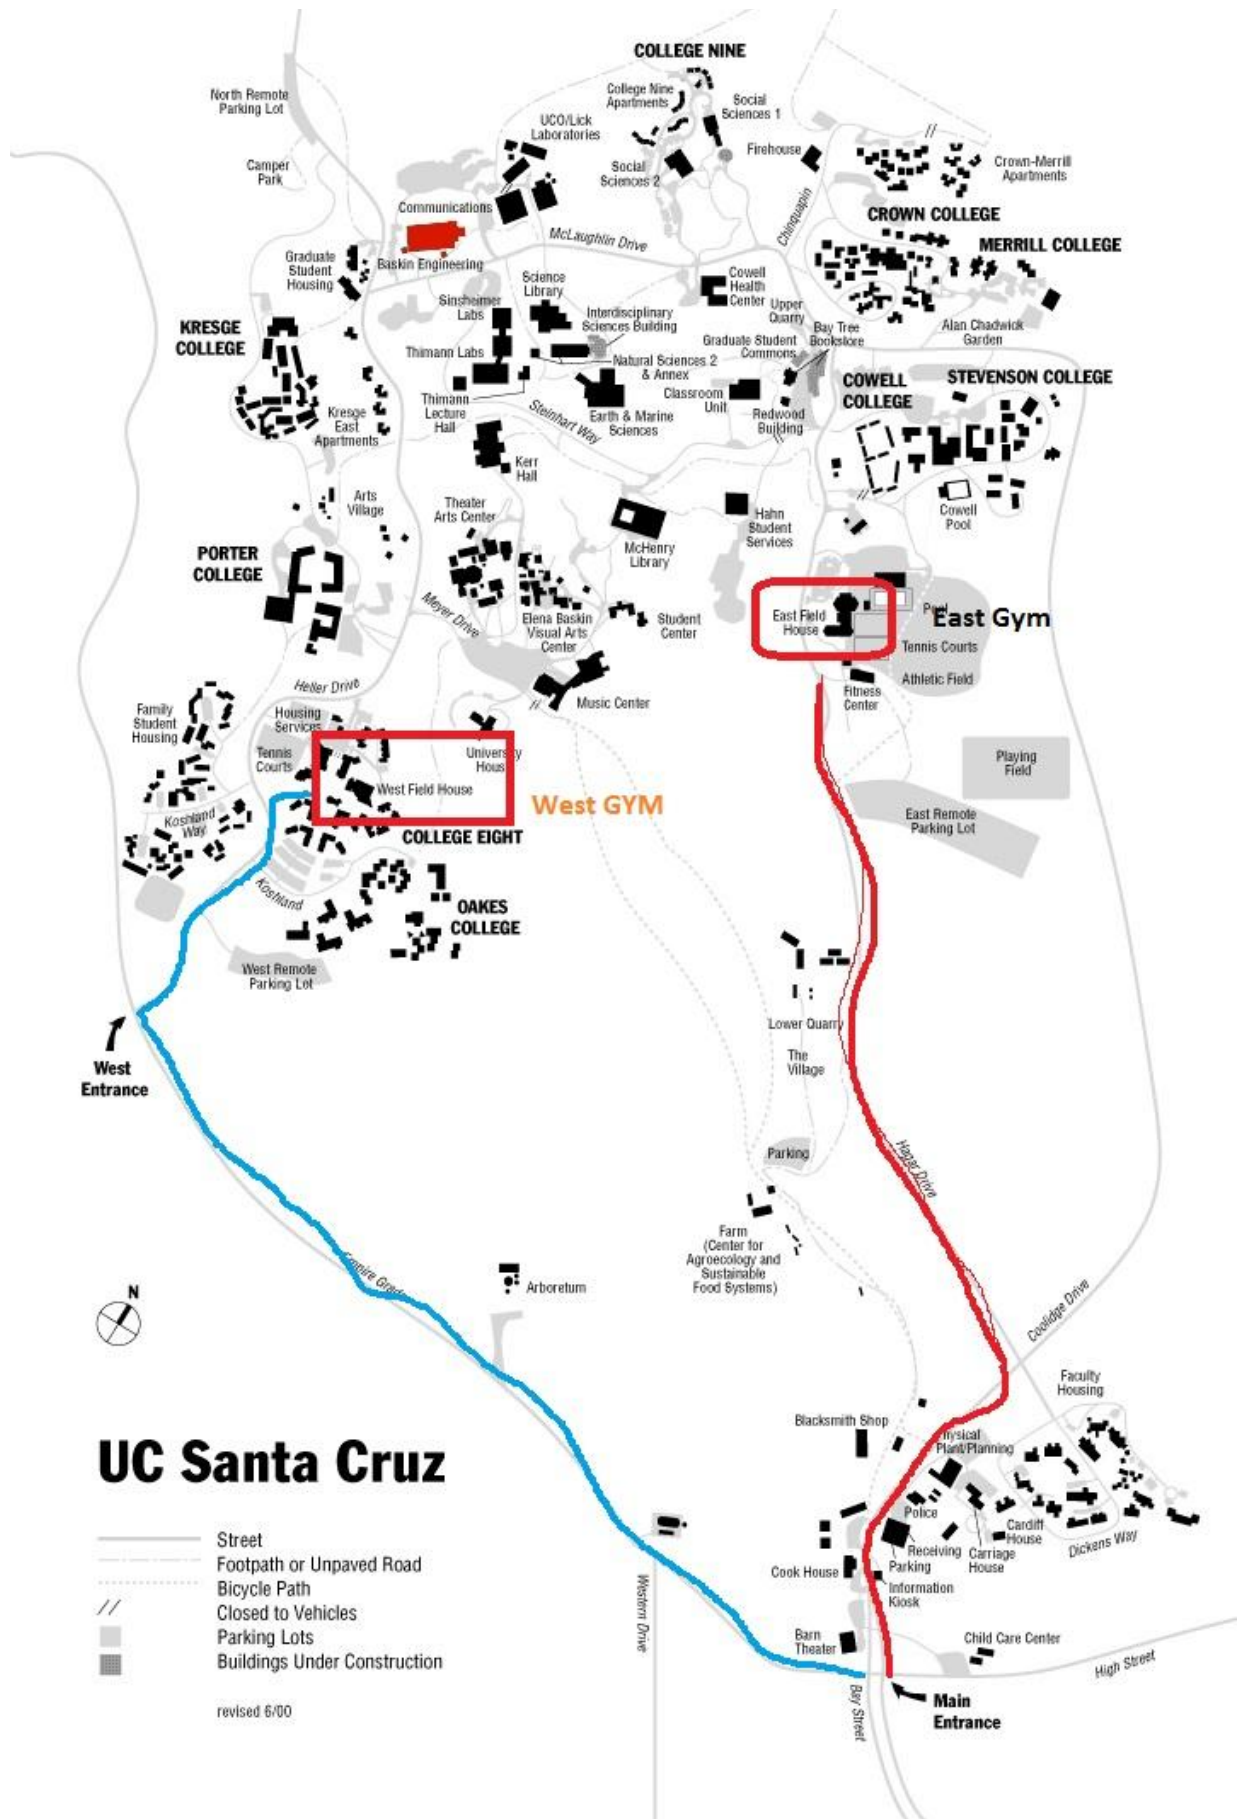 COLLEGE NINE
North Remote
Parking Lot
College Nine
Apartments
Social
Sciences 1
UCO/Lick
Laboratories
Firehouse
Camper
Park
Social
Sciences 2
Crown-Merrill
Apartments
Chinquapin
Communications
CROWN COLLEGE
McLaughlin Drive
MERRILL COLLEGE
Graduate
Student
Housing
Baskin Engineering
Science
Library
Cowell
Health
Center
Sinsheimer
Labs
Upper
Quarry
Interdisciplinary
Sciences Building
KRESGE
COLLEGE
Bay Tree
Bookstore
Alan Chadwick
Garden
Graduate Student
Commons
Thimann Labs
Natural Sciences 2
& Annex
COWELL
COLLEGE
STEVENSON COLLEGE
Classroom
Unit
Thimann
Lecture
Hall
Steinhart Way
Earth & Marine
Sciences
Redwood
Building
Kresge
East
Apartments
Kerr
Hall
Arts
Village
Theater
Arts Center
Hahn
Student
Services
Cowell
Pool
PORTER
COLLEGE
McHenry
Library
Meyer Drive
Elena Baskin
Visual Arts
Center
Student
Center
East Field
House
Pool
East Gym
Tennis Courts
Athletic Field
Fitness
Center
Heller Drive
Music Center
Family
Student
Housing
Housing
Services
Tennis
Courts
University
House
Playing
Field
West Field House
West GYM
Koshland
Way
COLLEGE EIGHT
East Remote
Parking Lot
Koshland
OAKES
COLLEGE
West Remote
Parking Lot
Lower Quarry
The
Village
West
Entrance
Parking
Hagar Drive
Farm
(Center for
Agroecology and
Sustainable
Food Systems)
Empire Grade
Arboretum
N
Coolidge Drive
Faculty
Housing
Blacksmith Shop
Physical
Plant/Planning
UC Santa Cruz
Police
Receiving
Parking
Carriage
House
Cardiff
House
Dickens Way
Street
Footpath or Unpaved Road
Bicycle Path
Closed to Vehicles
Parking Lots
Buildings Under Construction
revised 6/00
Cook House
Information
Kiosk
Western Drive
Barn
Theater
Child Care Center
High Street
Bay Street
Main
Entrance